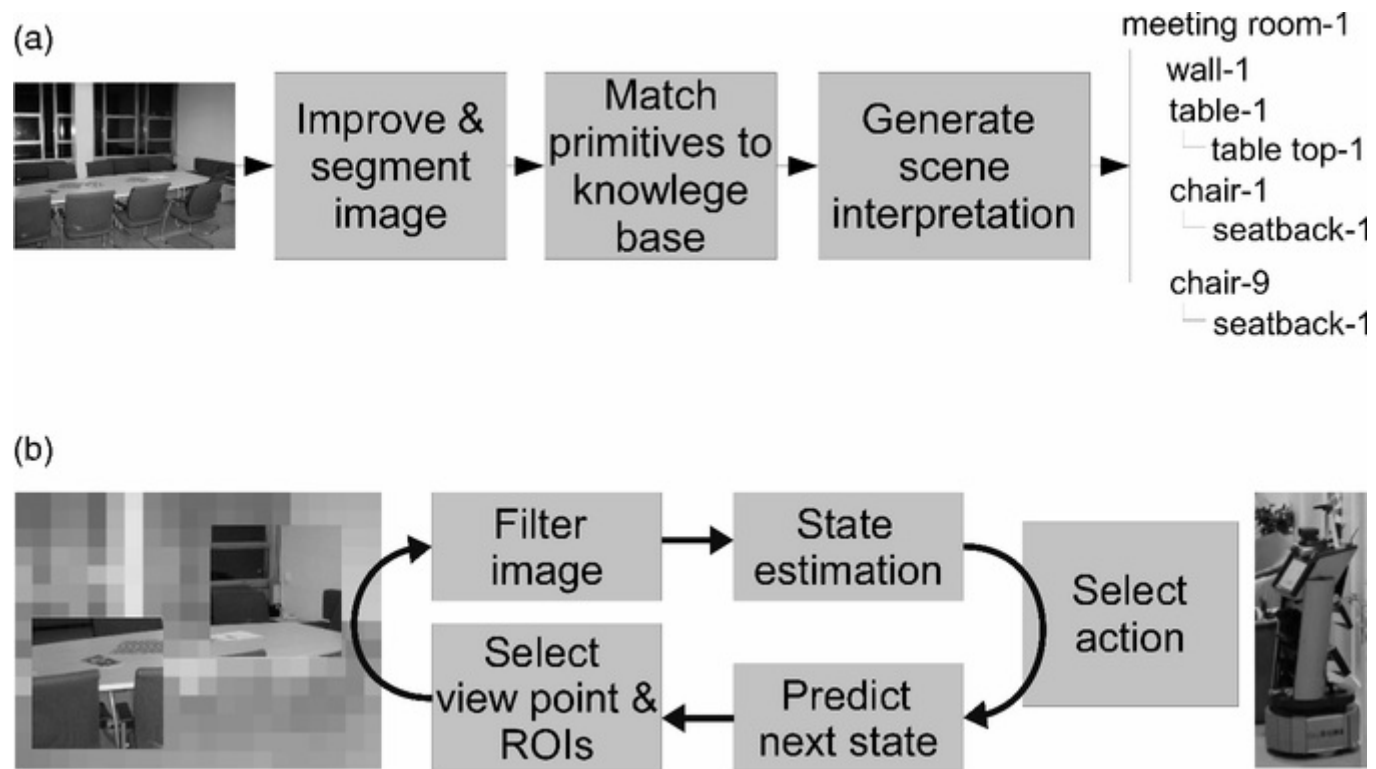 (a)
Improve &
segment
image
Match
primitives to
knowlege
base
Generate
scene
interpretation
meeting room-1
wall-1
table-1
table top-1
chair-1
seatback-1
chair-9
seatback-1
(b)
Filter
image
State
estimation
Select
action
Select
view point &
ROIs
Predict
next state